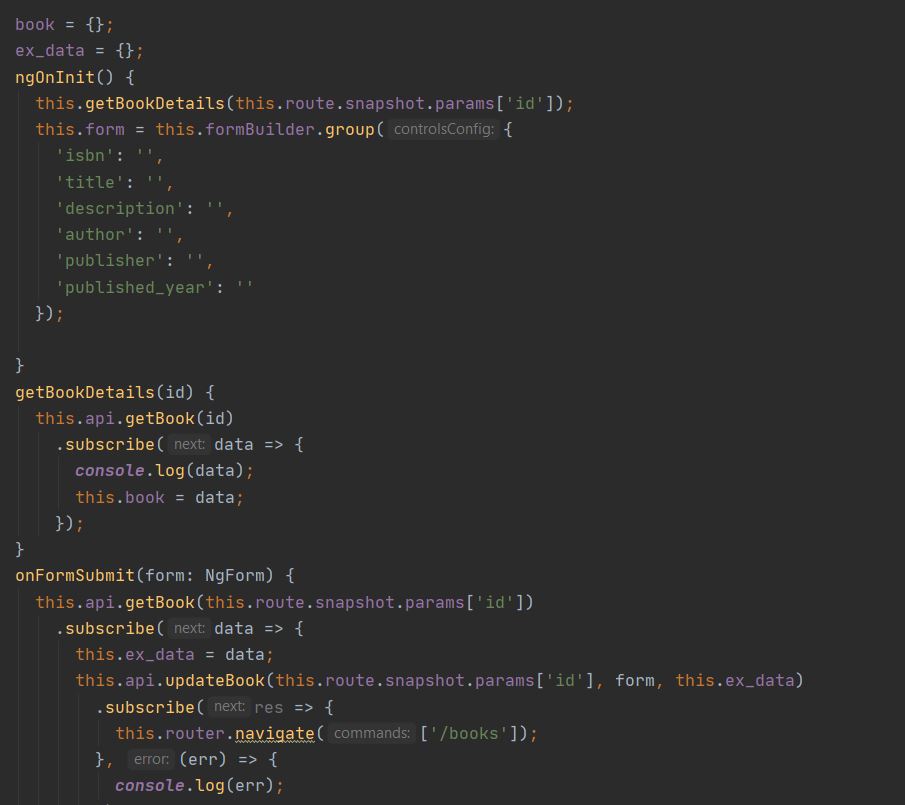 book = {};
ex_data = {};
ngOnInit() {
this.getBookDetails(this.route.snapshot.params['id']);
this.form = this.formBuilder.group( controlsConfig: {
'isbn': '',
'title': '',
'description': '',
'author': '',
'publisher': '',
'published_year': ''
});
}
getBookDetails(id) {
this.api.getBook(id)
.subscribe( next: data => {
console.log(data);
this.book = data;
});
}
onFormSubmit(form: NgForm) {
this.api.getBook(this.route.snapshot.params['id'])
.subscribe( next: data => {
this.ex_data = data;
this.api.updateBook(this.route.snapshot.params['id'], form, this.ex_data)
.subscribe( next: res => {
this.router.navigate( commands: ['/books']);
}, error: (err) => {
console.log(err);